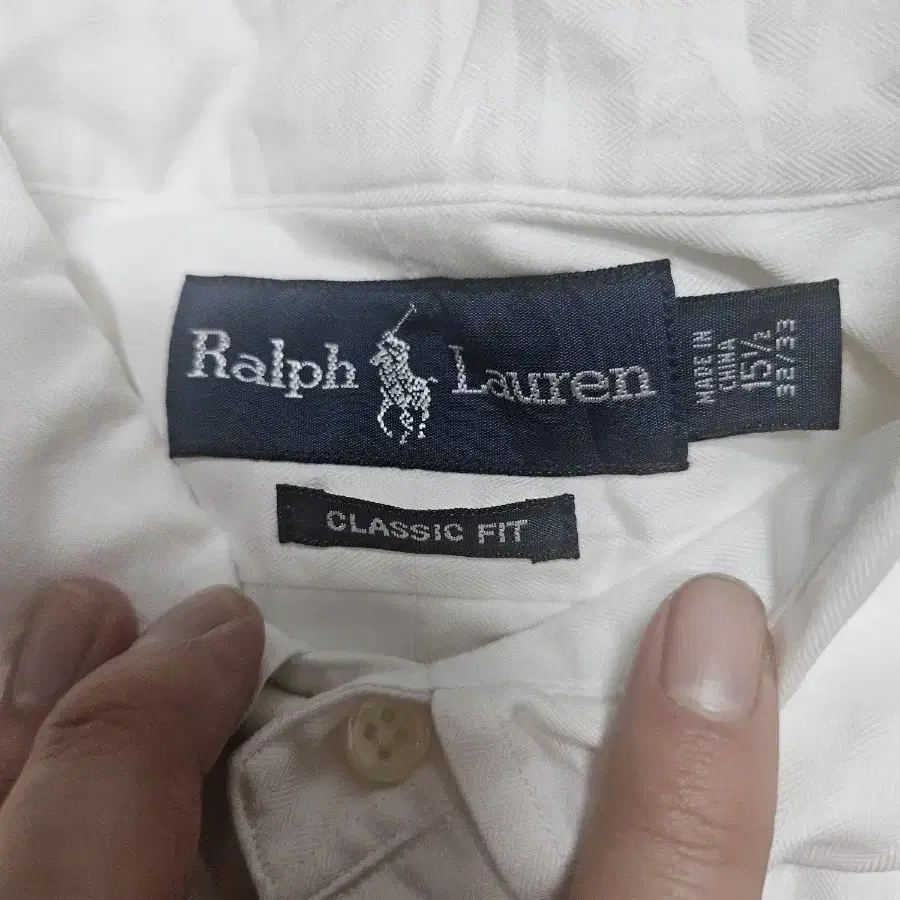 Ralph Lauren
MADE IN
CHINA
15½
32/33
CLASSIC FIT